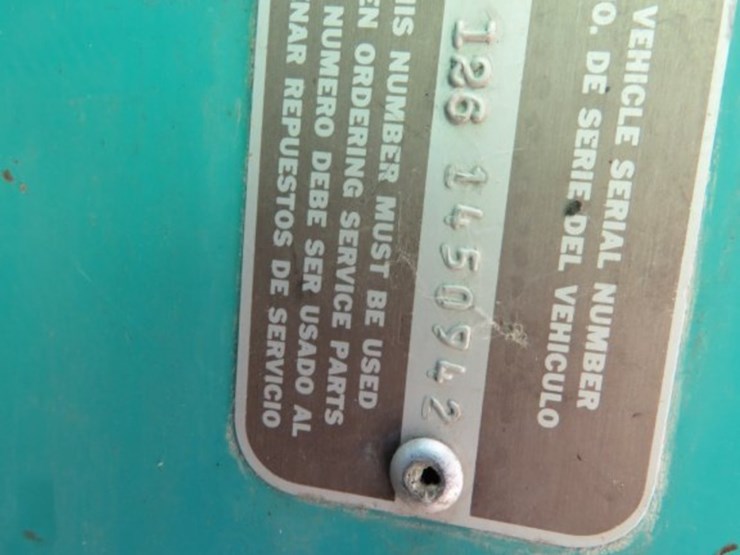 VEHICLE SERIAL NUMBER
O. DE SERIE DEL VEHICULO
126 1450942
IS NUMBER MUST BE USED
EN ORDERING SERVICE PARTS
NUMERO DEBE SER USADO AL
NAR REPUESTOS DE SERVICIO